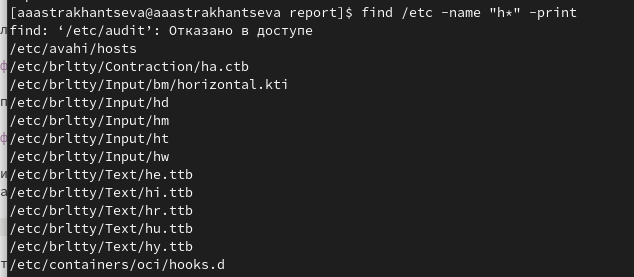 [aaastrakhantseva@aaastrakhantseva report]$ find /etc -name "h*" -print
find: ‘/etc/audit’: Отказано в доступе
/etc/avahi/hosts
/etc/brltty/Contraction/ha.ctb
/etc/brltty/Input/bm/horizontal.kti
/etc/brltty/Input/hd
/etc/brltty/Input/hm
/etc/brltty/Input/ht
/etc/brltty/Input/hw
/etc/brltty/Text/he.ttb
/etc/brltty/Text/hi.ttb
/etc/brltty/Text/hr.ttb
/etc/brltty/Text/hu.ttb
/etc/brltty/Text/hy.ttb
/etc/containers/oci/hooks.d